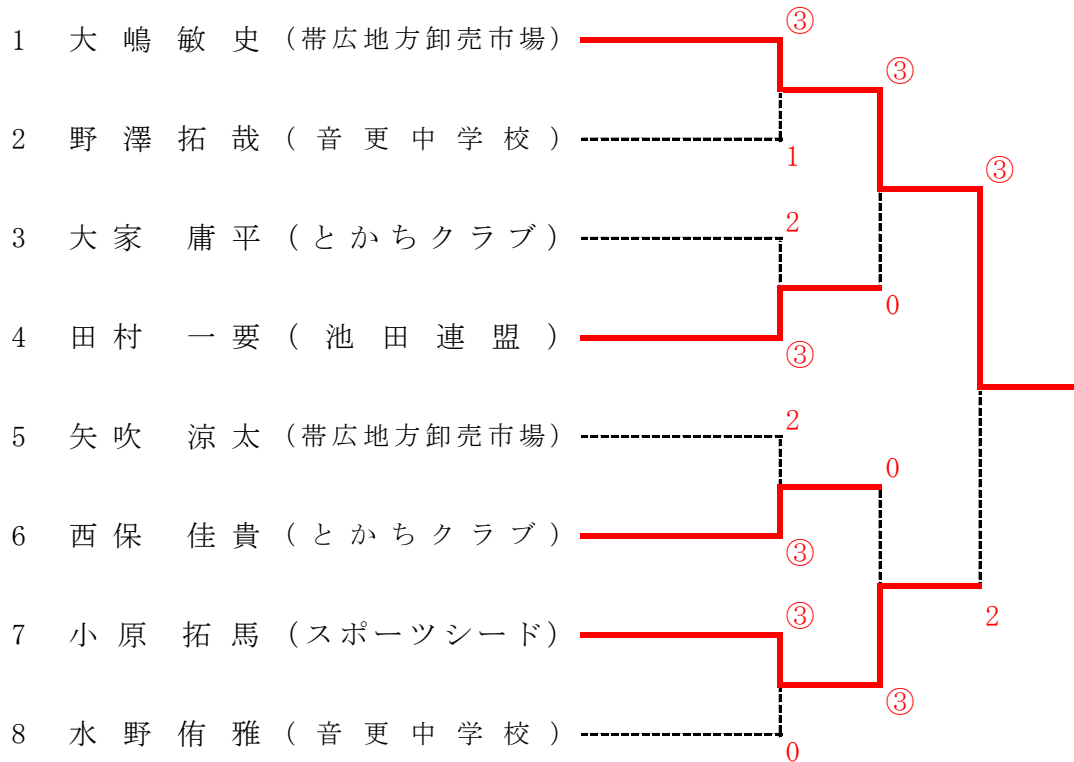 ③
1 大嶋敏史 (帯広地方卸売市場)
③
2 野澤拓哉 (音更中学校)
1
③
2
3 大家 庸平 (とかちクラブ)
0
4 田村 一要 (池田連盟)
③
2
5 矢吹 涼太 (帯広地方卸売市場)
0
6 西保 佳貴 (とかちクラブ)
③
③
2
7 小原拓馬 (スポーツシード)
③
8 水野侑雅 (音更中学校)
0